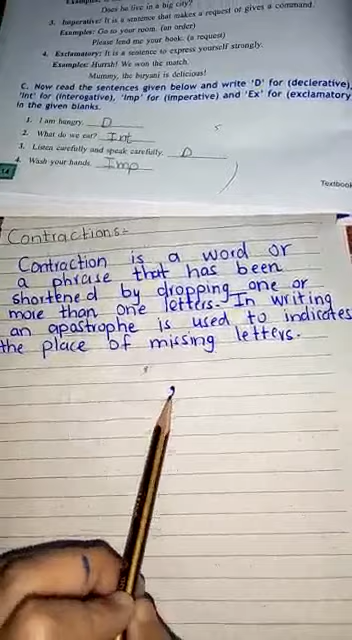 Does he live in a big city?
3. Imperative: It is a sentence that makes a request or gives a command.
Examples: Go to your room. (an order)
Please lend me your book. (a request)
4. Exclamatory: It is a sentence to express yourself strongly.
Examples: Hurrah! We won the match.
Mummy, the biryani is delicious!
C. Now read the sentences given below and write 'D' for (declerative),
'Int' for (interogative), 'Imp' for (imperative) and 'Ex' for (exclamatory
in the given blanks.
1. I am hungry. D
2. What do we eat? Int
3. Listen carefully and speak carefully. D
4. Wash your hands. Imp
14
Textbook
Contractions:-
Contraction is a word or
a phrase that has been
shortened by dropping one or
more than one letters. In writing
an apostrophe is used to indicates
the place of missing letters.
,